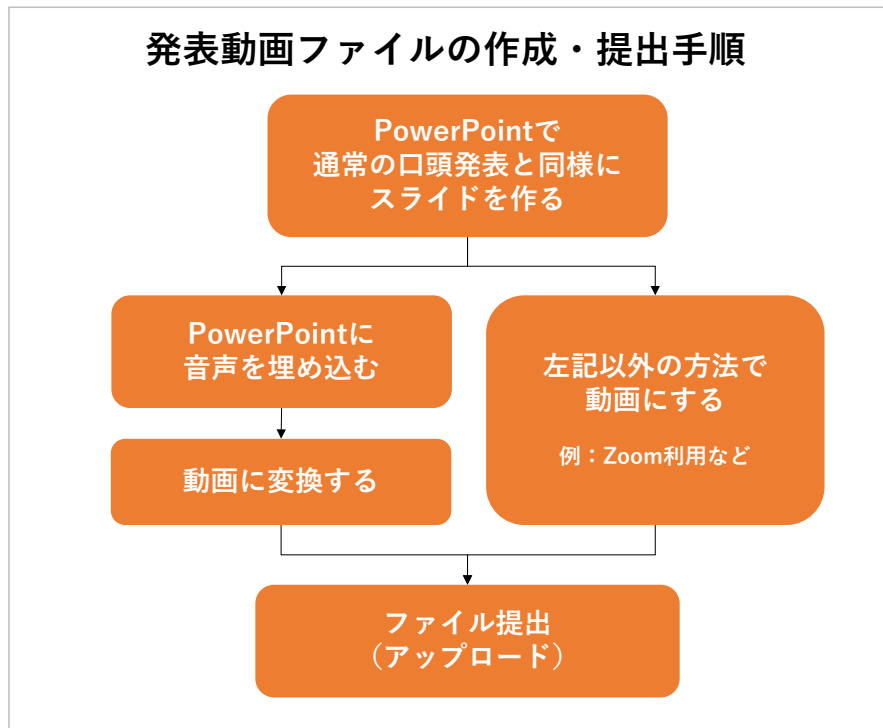 発表動画ファイルの作成・提出手順
PowerPointで
通常の口頭発表と同様に
スライドを作る
PowerPointに
音声を埋め込む
動画に変換する
左記以外の方法で
動画にする
例：Zoom利用など
ファイル提出
（アップロード）